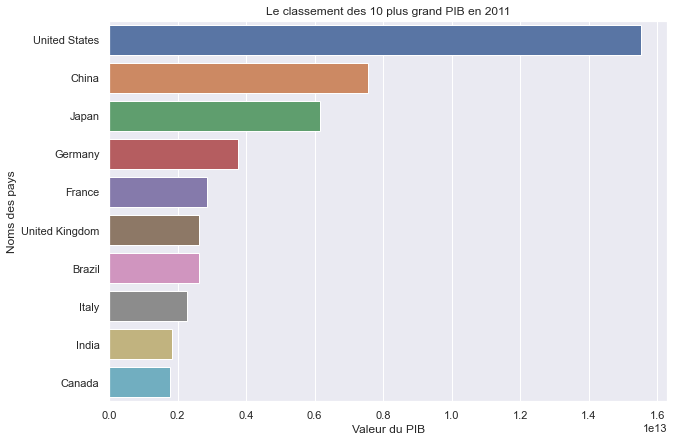 Le classement des 10 plus grand PIB en 2011
Noms des pays
United States
China
Japan
Germany
France
United Kingdom
Brazil
Italy
India
Canada
0.0 0.2 0.4 0.6 0.8 1.0 1.2 1.4 1.6
1e13
Valeur du PIB